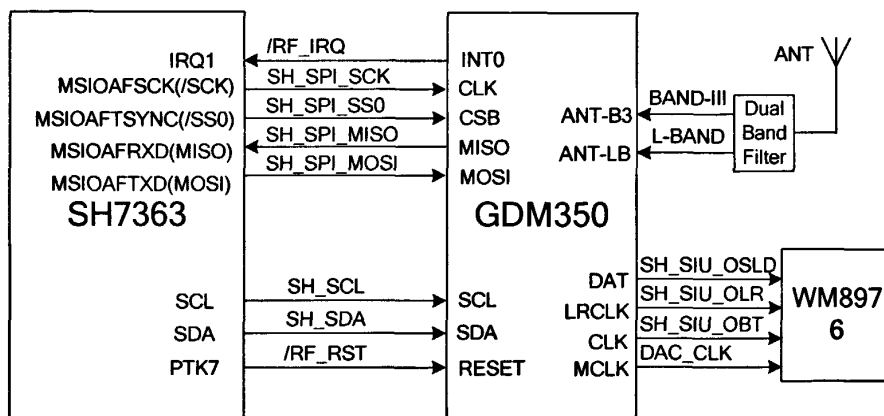 IRQ1 /RF_IRQ INT0
MSIOAFSCK(/SCK) SH_SPI_SCK CLK
MSIOAFTSYNC(/SS0) SH_SPI_SS0 CSB
MSIOAFRXD(MISO) SH_SPI_MISO MISO
MSIOAFTXD(MOSI) SH_SPI_MOSI MOSI
SH7363
SCL SH_SCL SCL
SDA SH_SDA SDA
PTK7 /RF_RST RESET
GDM350
ANT
ANT-B3 BAND-III
ANT-LB L-BAND
Dual
Band
Filter
DAT SH_SIU_OSLD
LRCLK SH_SIU_OLR
CLK SH_SIU_OBT
MCLK DAC_CLK
WM897
6